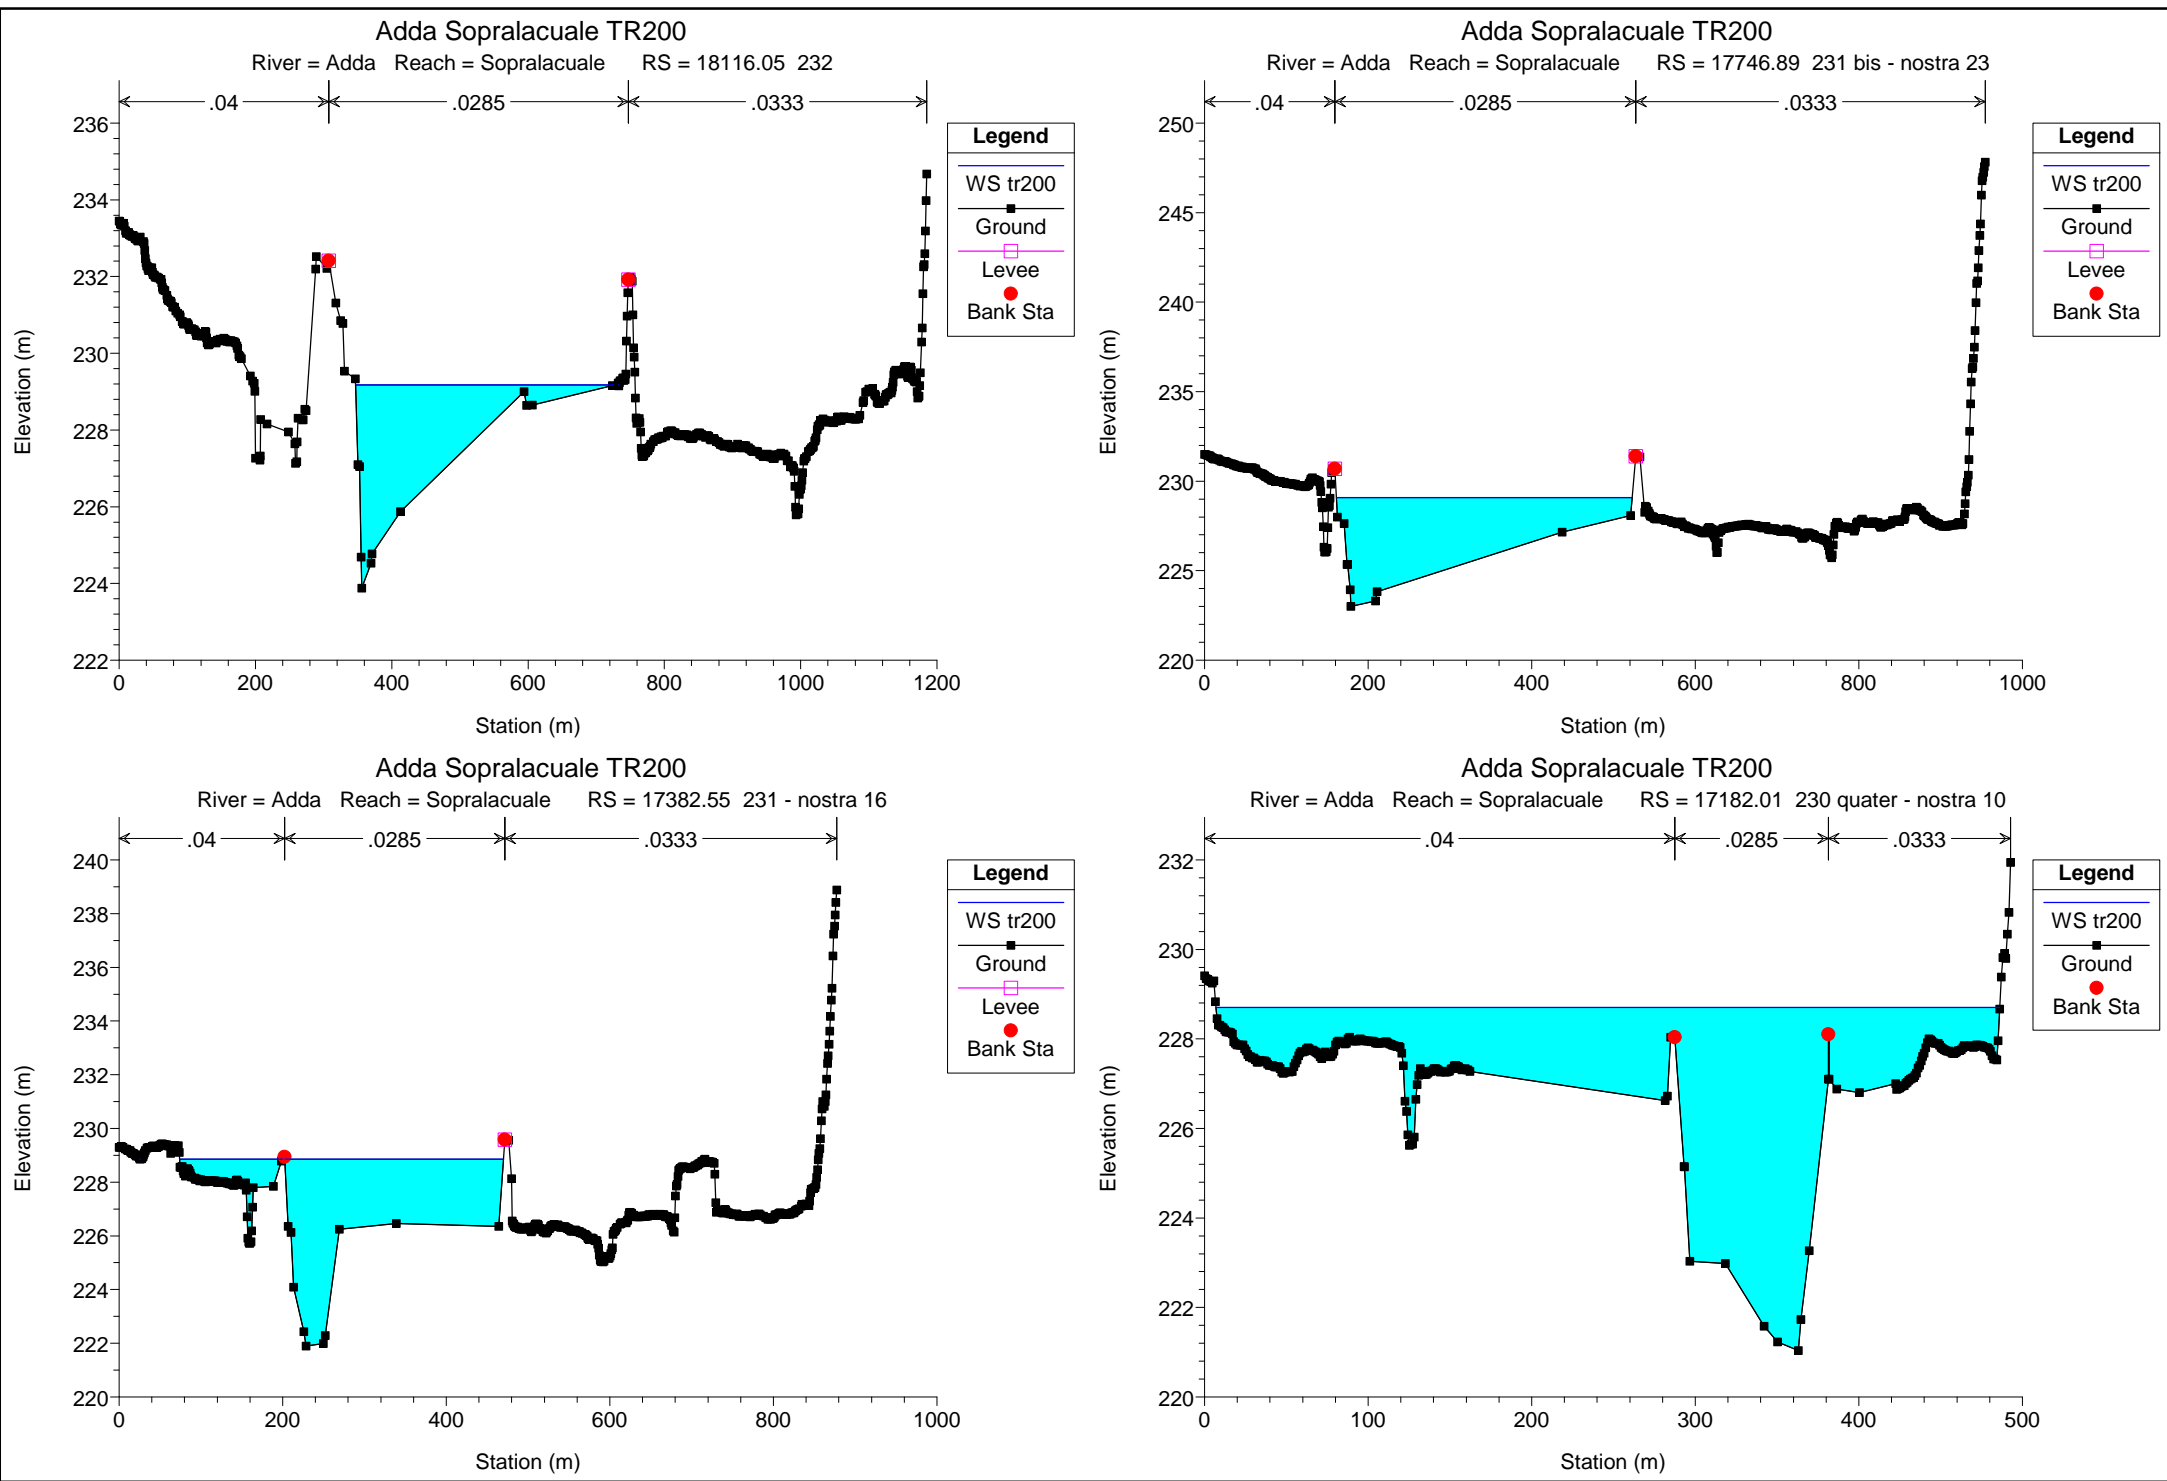 Adda Sopralacuale TR200
River = Adda Reach = Sopralacuale RS = 18116.05 232
.04 .0285 .0333
236
234
232
230
228
226
224
222
Elevation (m)
0 200 400 600 800 1000 1200
Station (m)
Legend
WS tr200
Ground
Levee
Bank Sta
Adda Sopralacuale TR200
River = Adda Reach = Sopralacuale RS = 17746.89 231 bis - nostra 23
.04 .0285 .0333
250
245
240
235
230
225
220
Elevation (m)
0 200 400 600 800 1000
Station (m)
Legend
WS tr200
Ground
Levee
Bank Sta
Adda Sopralacuale TR200
River = Adda Reach = Sopralacuale RS = 17382.55 231 - nostra 16
.04 .0285 .0333
240
238
236
234
232
230
228
226
224
222
220
Elevation (m)
0 200 400 600 800 1000
Station (m)
Legend
WS tr200
Ground
Levee
Bank Sta
Adda Sopralacuale TR200
River = Adda Reach = Sopralacuale RS = 17182.01 230 quater - nostra 10
.04 .0285 .0333
232
230
228
226
224
222
220
Elevation (m)
0 100 200 300 400 500
Station (m)
Legend
WS tr200
Ground
Bank Sta